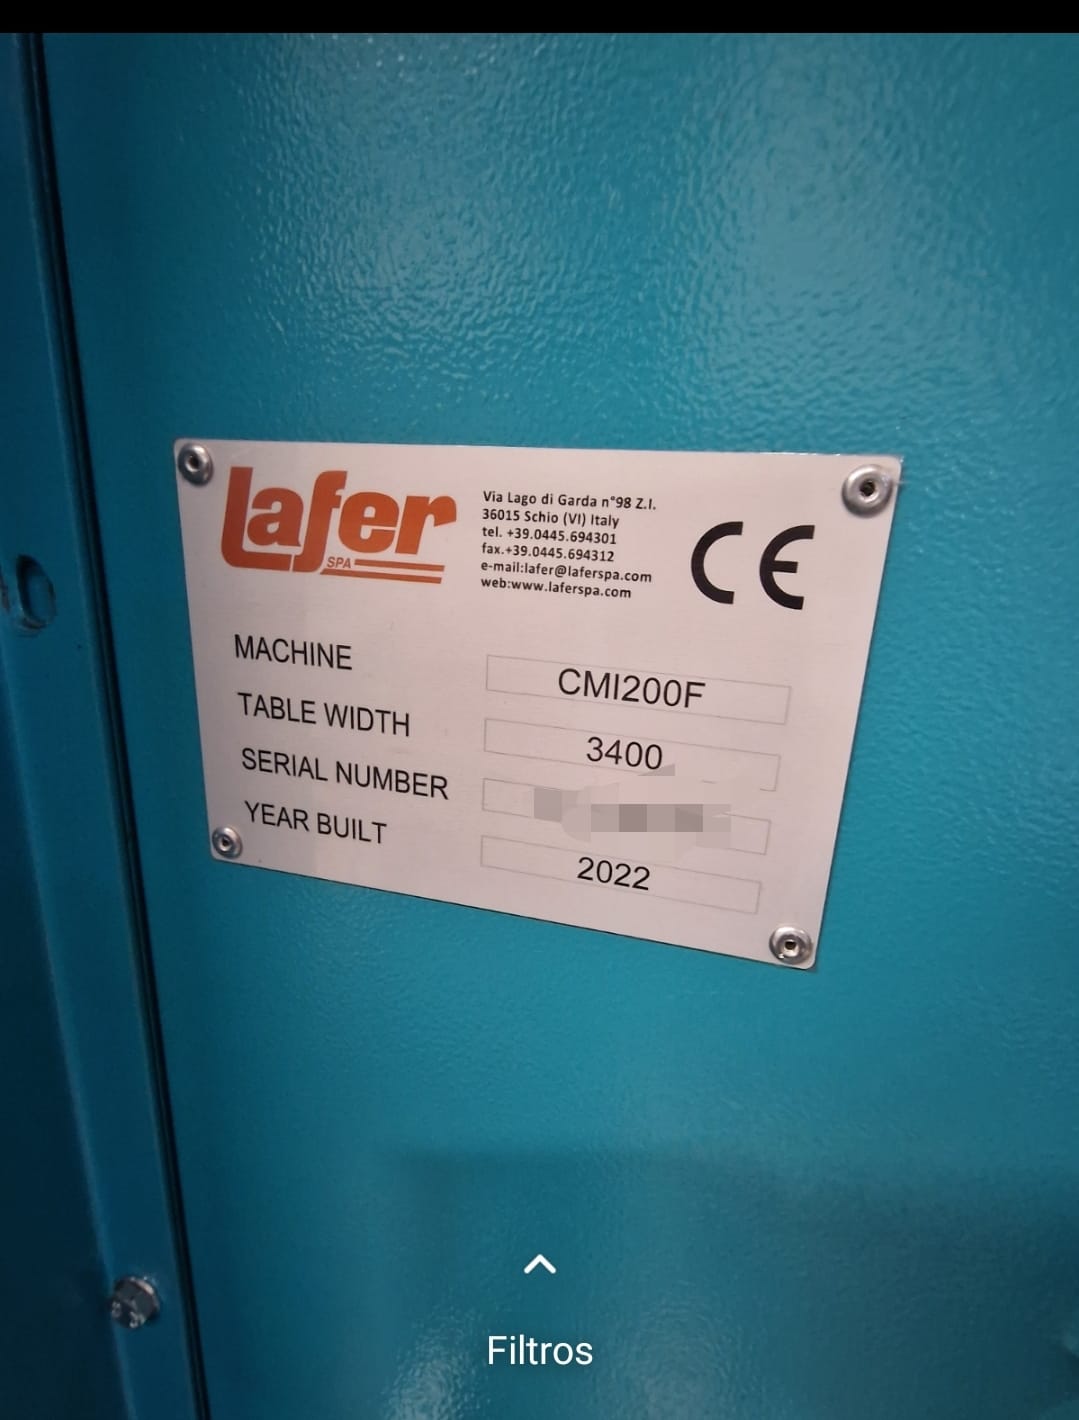 lafer
SPA
Via Lago di Garda n°98 Z.I.
36015 Schio (VI) Italy
tel. +39.0445.694301
fax.+39.0445.694312
e-mail:lafer@laferspa.com
web:www.laferspa.com
CE
MACHINE CMI200F
TABLE WIDTH 3400
SERIAL NUMBER
YEAR BUILT 2022
Filtros